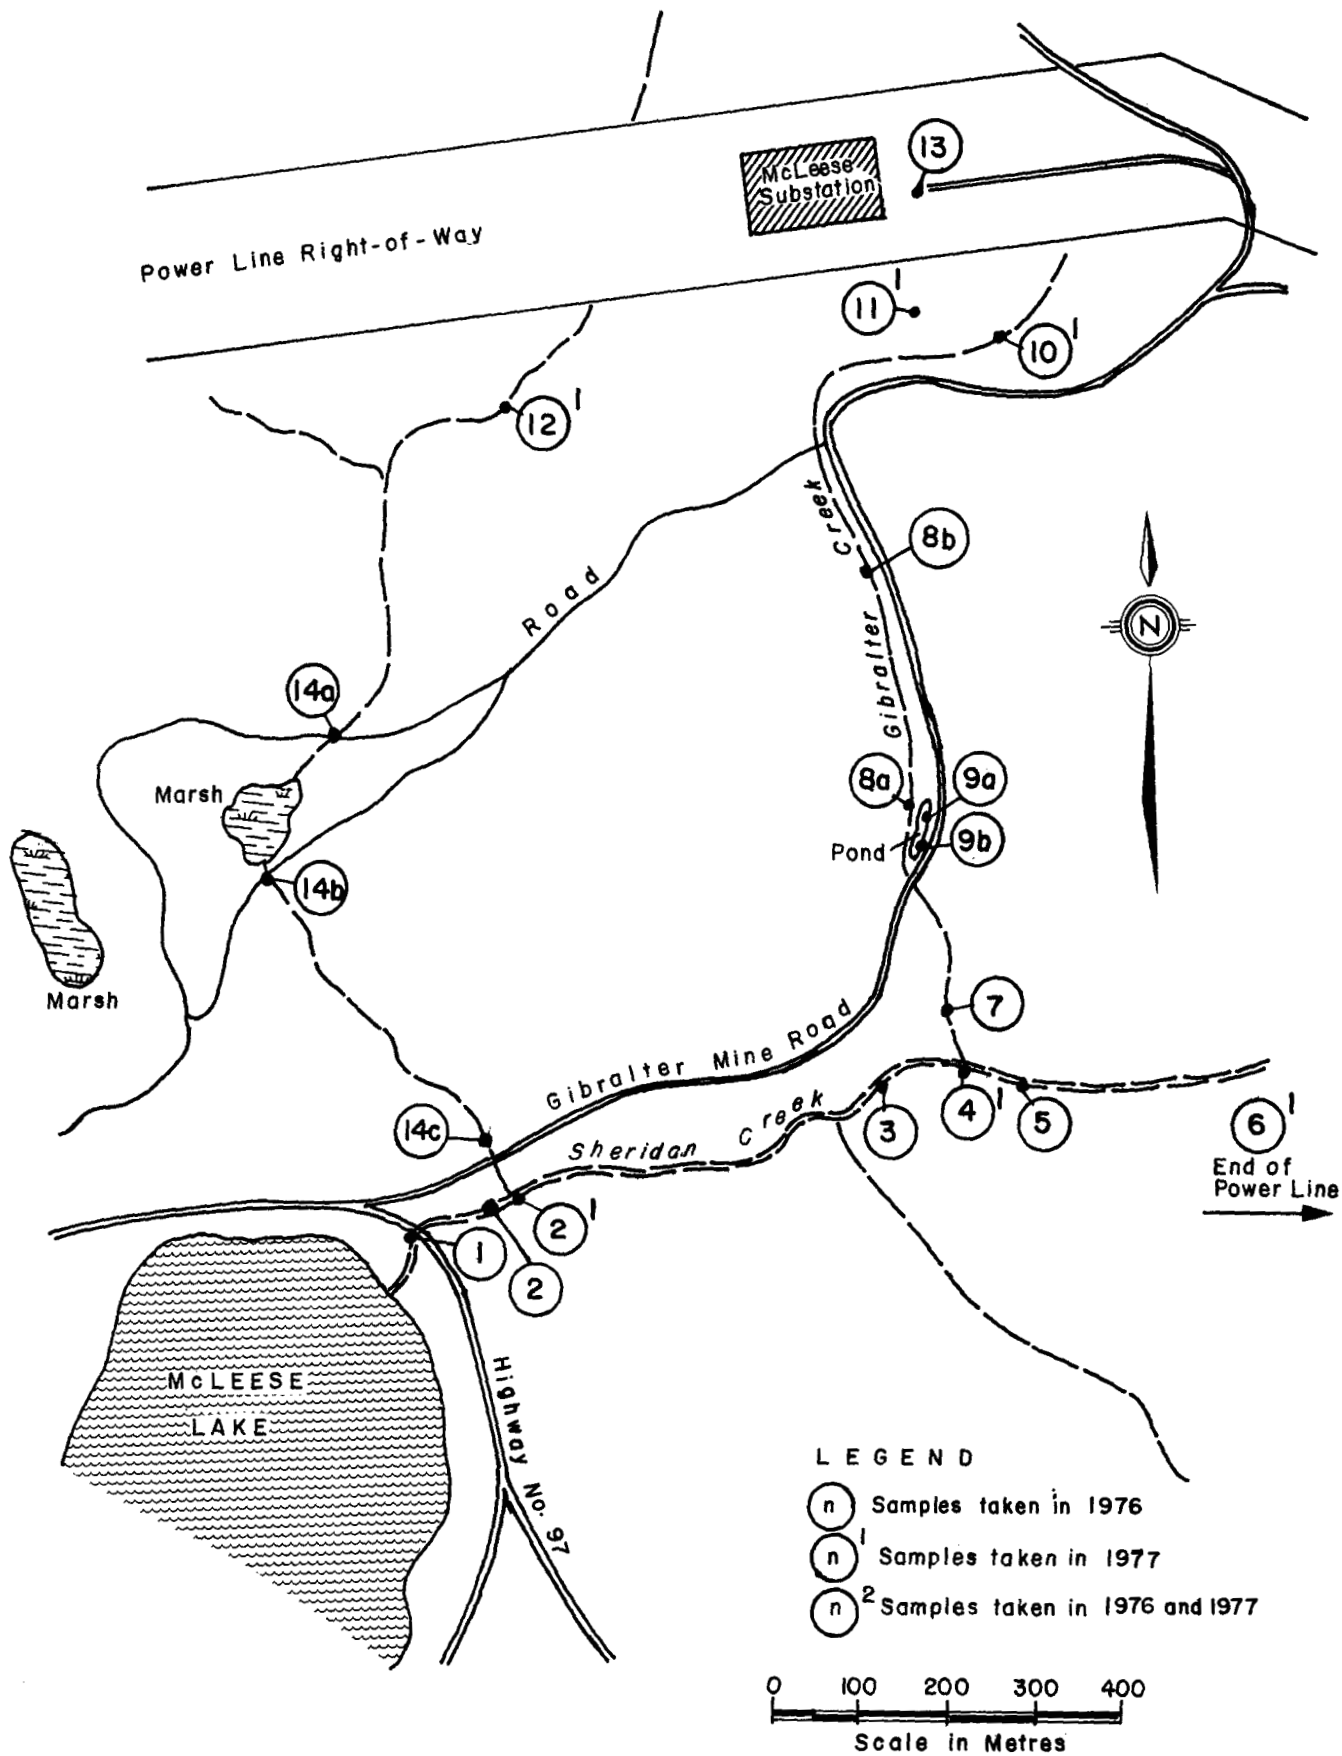 13
McLeese
Substation
Power Line Right-of-Way
11 1
10 1
12 1
Creek
8b
Road
Gibralter
N
14a
8a
9a
Marsh
Pond
9b
14b
Marsh
7
Gibralter Mine Road
14c
Sheridan Creek
3
4 1
5
6 1
End of
Power Line
2 1
1
2
McLEESE
LAKE
Highway No. 97
LEGEND
n Samples taken in 1976
n 1 Samples taken in 1977
n 2 Samples taken in 1976 and 1977
0 100 200 300 400
Scale in Metres